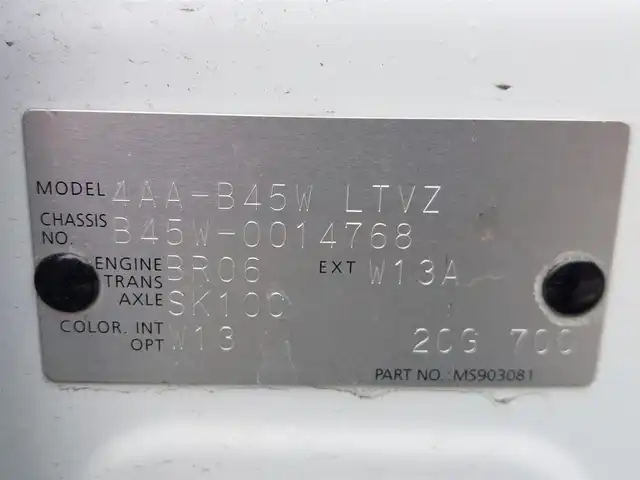 MODEL 4AA-B45W LTVZ
CHASSIS NO. B45W-0014768
ENGINE BR06 EXT W13A
TRANS AXLE SK10C
COLOR. INT W13
OPT 2CG 70C
PART NO. MS903081